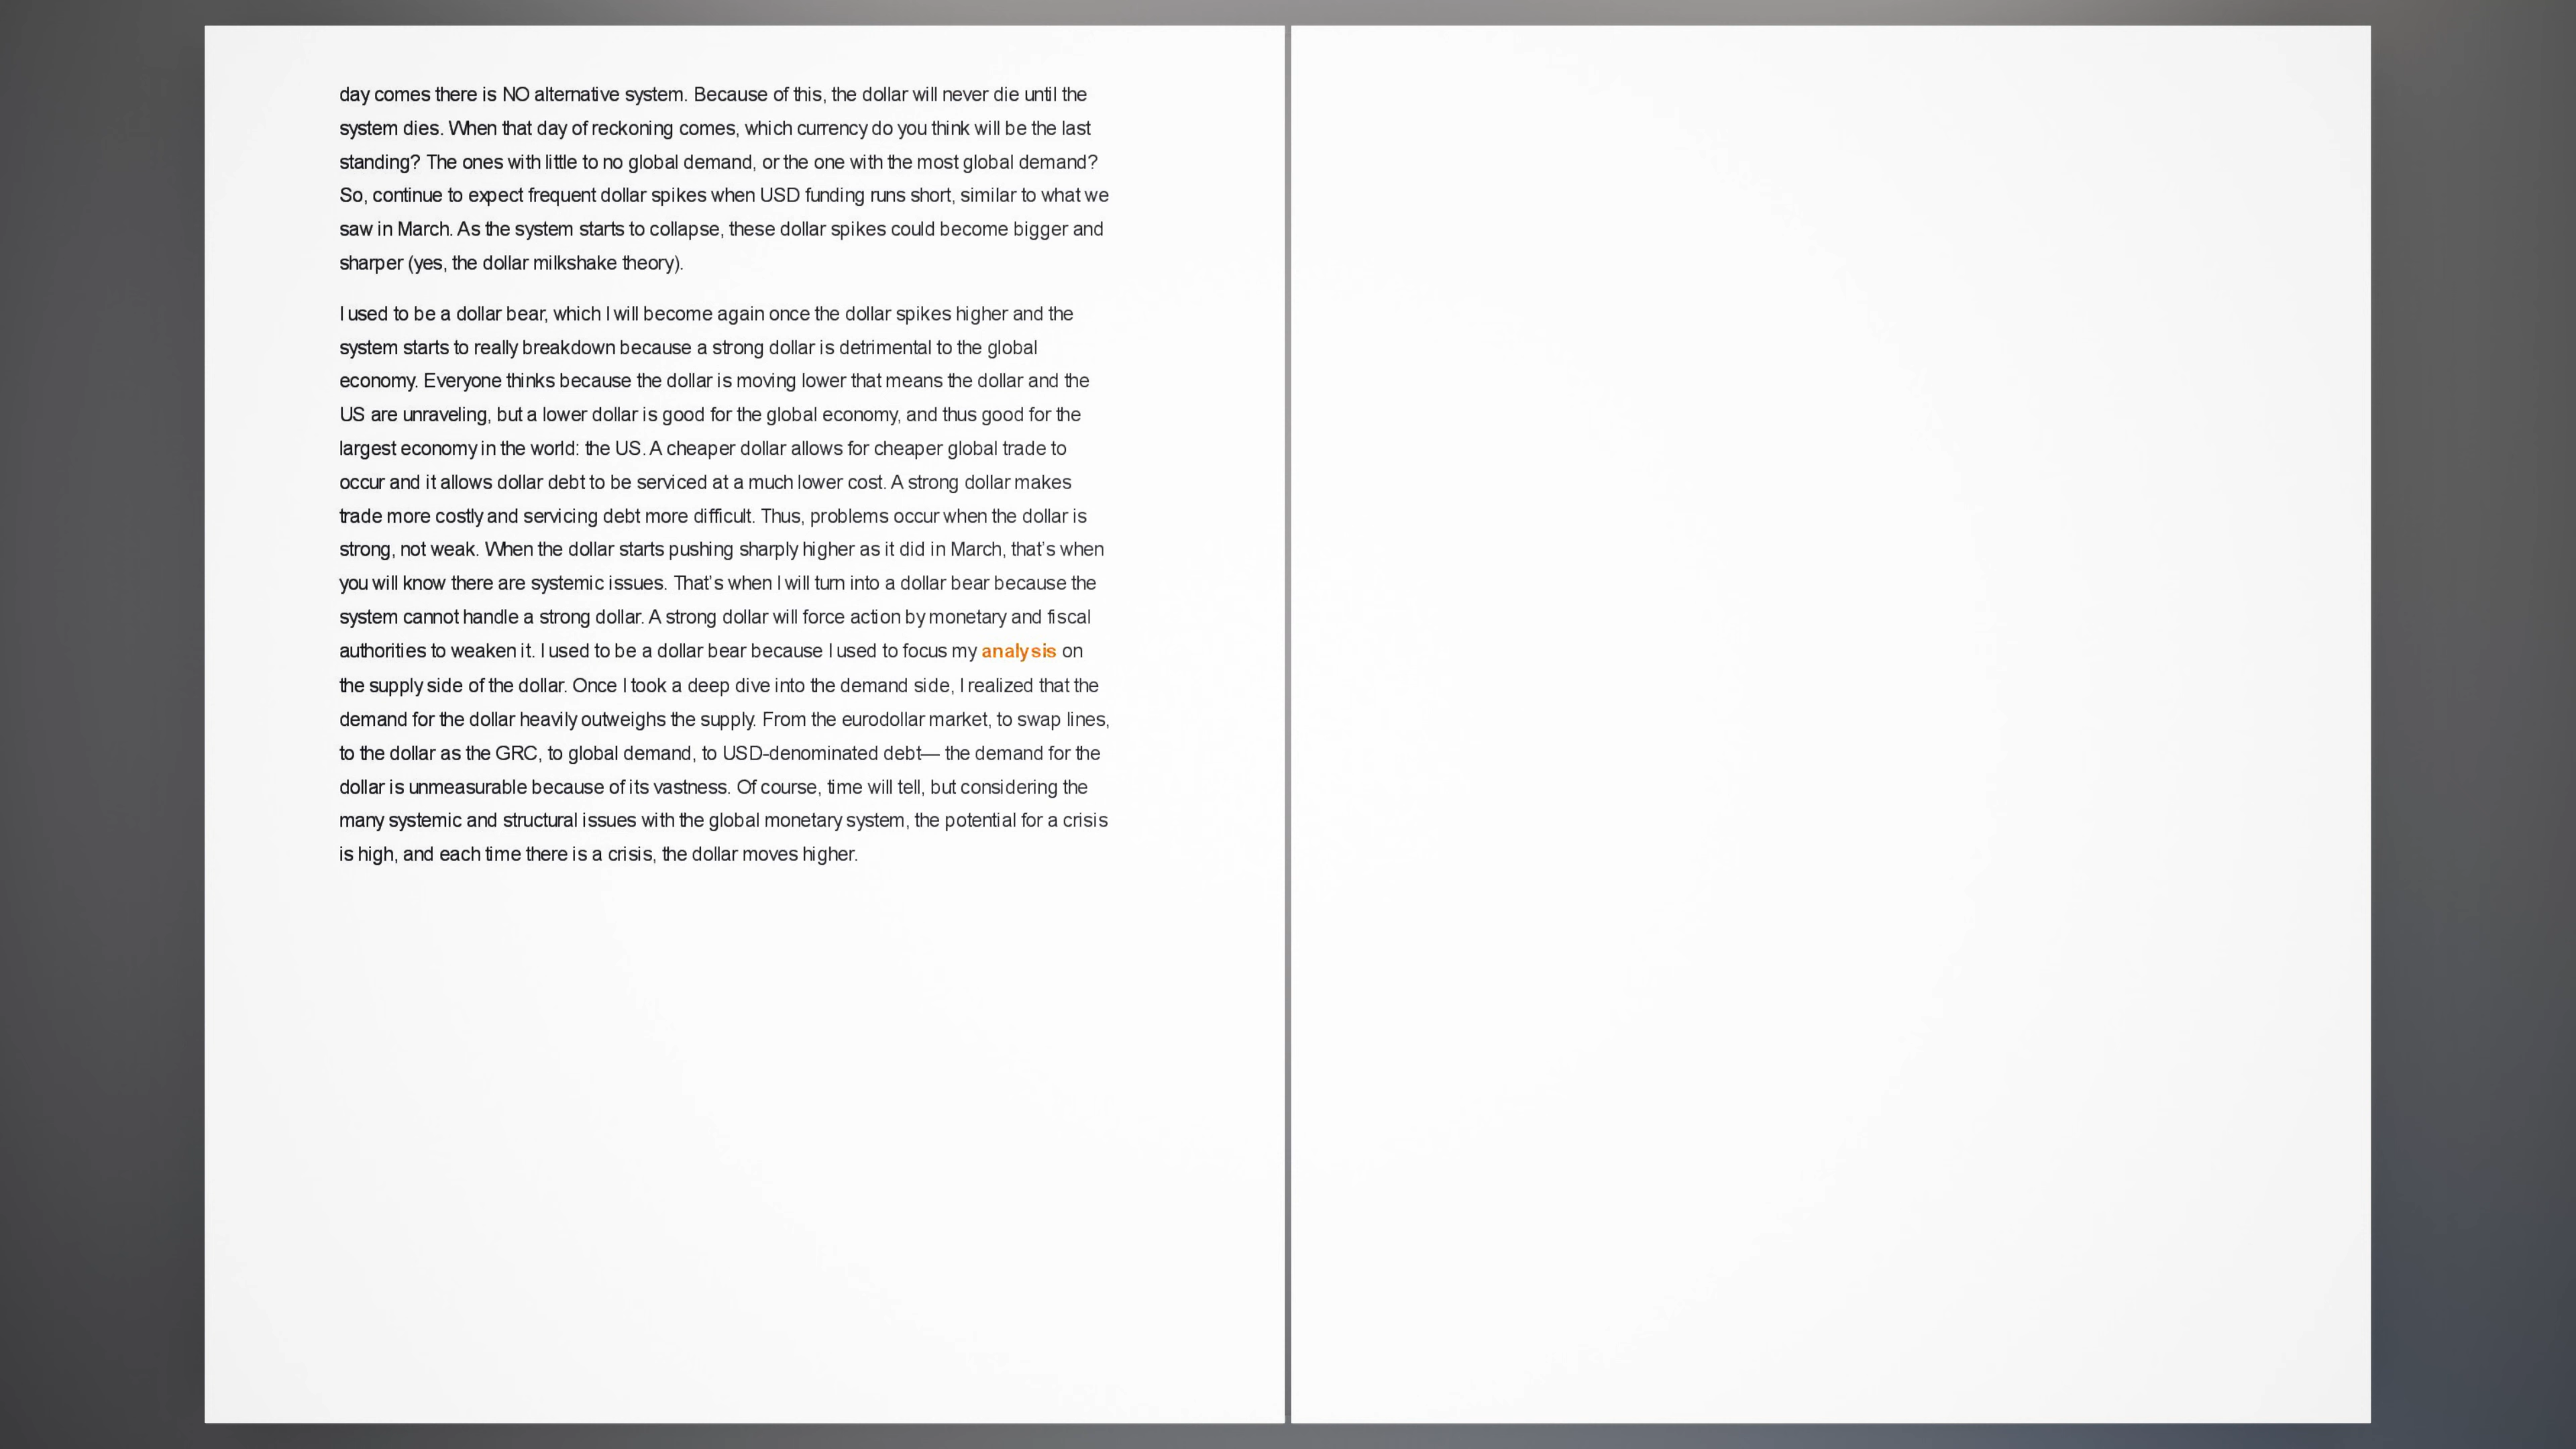 day comes there is NO alternative system. Because of this, the dollar will never die until the
system dies. When that day of reckoning comes, which currency do you think will be the last
standing? The ones with little to no global demand, or the one with the most global demand?
So, continue to expect frequent dollar spikes when USD funding runs short, similar to what we
saw in March. As the system starts to collapse, these dollar spikes could become bigger and
sharper (yes, the dollar milkshake theory).
I used to be a dollar bear, which I will become again once the dollar spikes higher and the
system starts to really breakdown because a strong dollar is detrimental to the global
economy. Everyone thinks because the dollar is moving lower that means the dollar and the
US are unraveling, but a lower dollar is good for the global economy, and thus good for the
largest economy in the world: the US. A cheaper dollar allows for cheaper global trade to
occur and it allows dollar debt to be serviced at a much lower cost. A strong dollar makes
trade more costly and servicing debt more difficult. Thus, problems occur when the dollar is
strong, not weak. When the dollar starts pushing sharply higher as it did in March, that's when
you will know there are systemic issues. That's when I will turn into a dollar bear because the
system cannot handle a strong dollar. A strong dollar will force action by monetary and fiscal
authorities to weaken it. I used to be a dollar bear because I used to focus my analysis on
the supply side of the dollar. Once I took a deep dive into the demand side, I realized that the
demand for the dollar heavily outweighs the supply. From the eurodollar market, to swap lines,
to the dollar as the GRC, to global demand, to USD-denominated debt— the demand for the
dollar is unmeasurable because of its vastness. Of course, time will tell, but considering the
many systemic and structural issues with the global monetary system, the potential for a crisis
is high, and each time there is a crisis, the dollar moves higher.